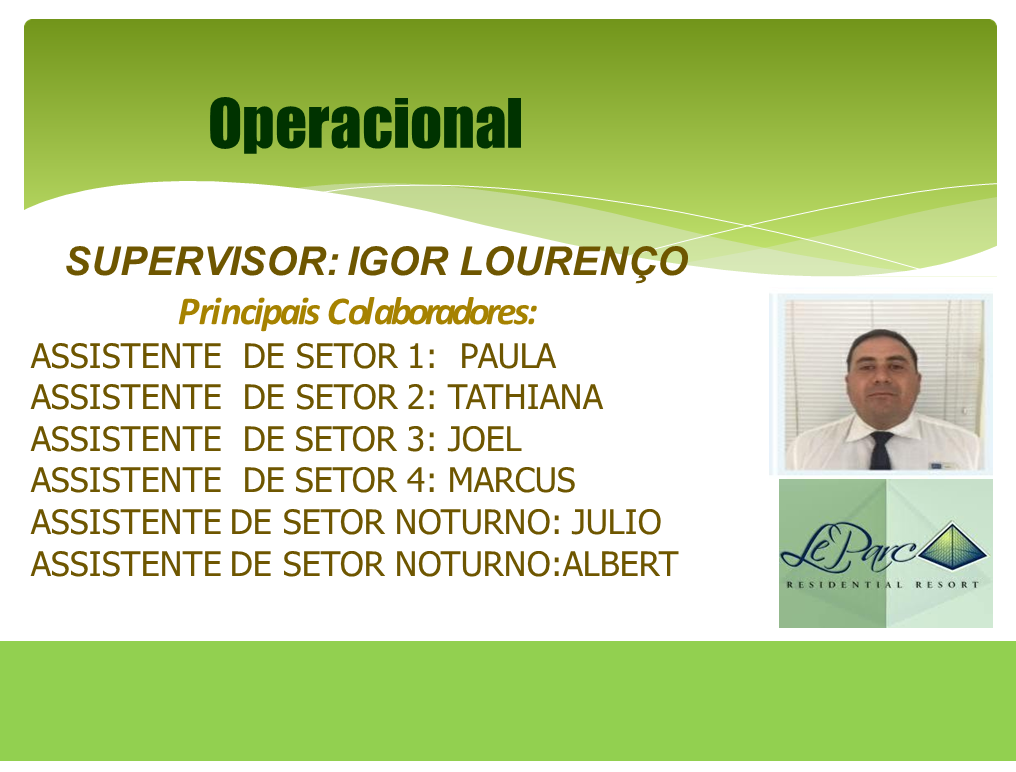 Operacional
SUPERVISOR: IGOR LOURENÇO
Principais Colaboradores:
ASSISTENTE DE SETOR 1: PAULA
ASSISTENTE DE SETOR 2: TATHIANA
ASSISTENTE DE SETOR 3: JOEL
ASSISTENTE DE SETOR 4: MARCUS
ASSISTENTE DE SETOR NOTURNO: JULIO
ASSISTENTE DE SETOR NOTURNO:ALBERT
Le Parc
RESIDENTIAL RESORT